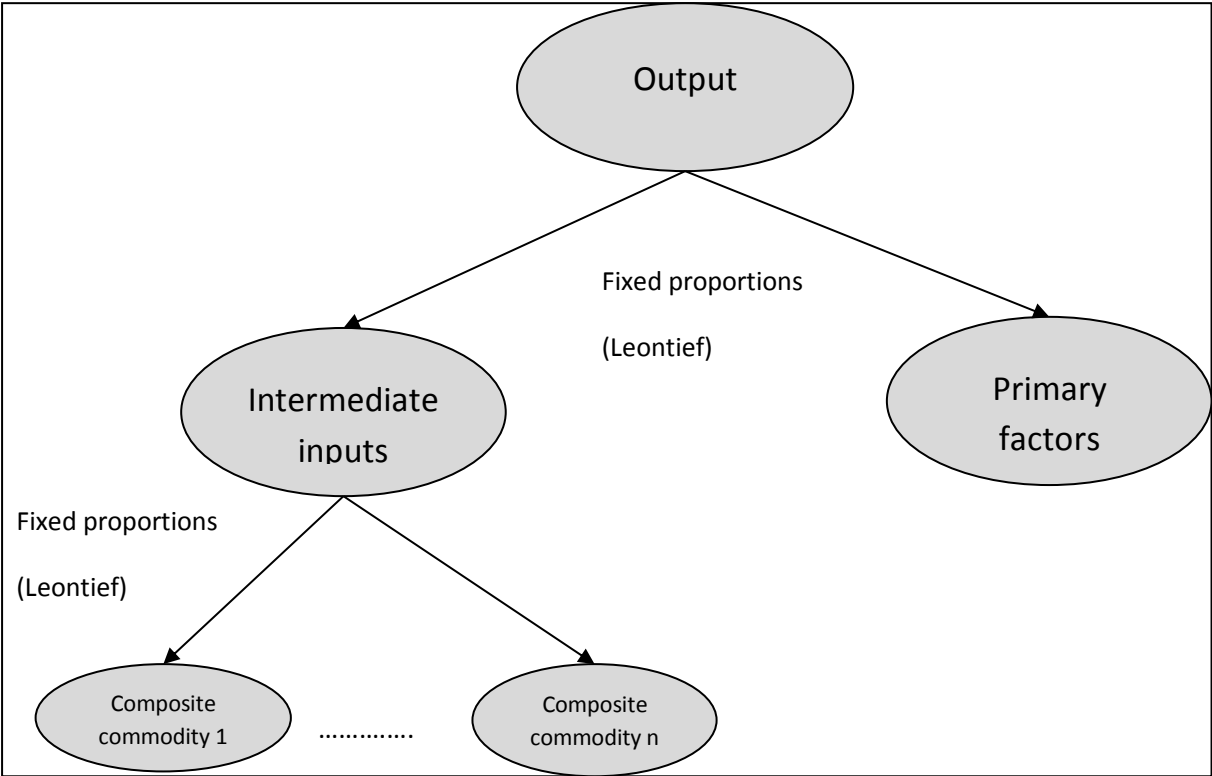 Output
Fixed proportions
(Leontief)
Intermediate
inputs
Primary
factors
Fixed proportions
(Leontief)
Composite
commodity 1
..............
Composite
commodity n